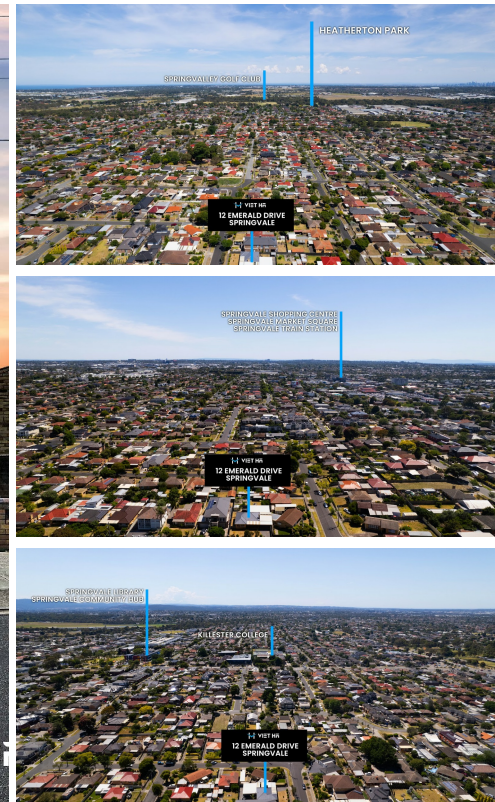 HEATHERTON PARK
SPRINGVALLEY GOLF CLUB
VIET HA
12 EMERALD DRIVE
SPRINGVALE
SPRINGVALE SHOPPING CENTRE
SPRINGVALE MARKET SQUARE
SPRINGVALE TRAIN STATION
VIET HA
12 EMERALD DRIVE
SPRINGVALE
SPRINGVALE LIBRARY
SPRINGVALE COMMUNITY HUB
KILLESTER COLLEGE
VIET HA
12 EMERALD DRIVE
SPRINGVALE